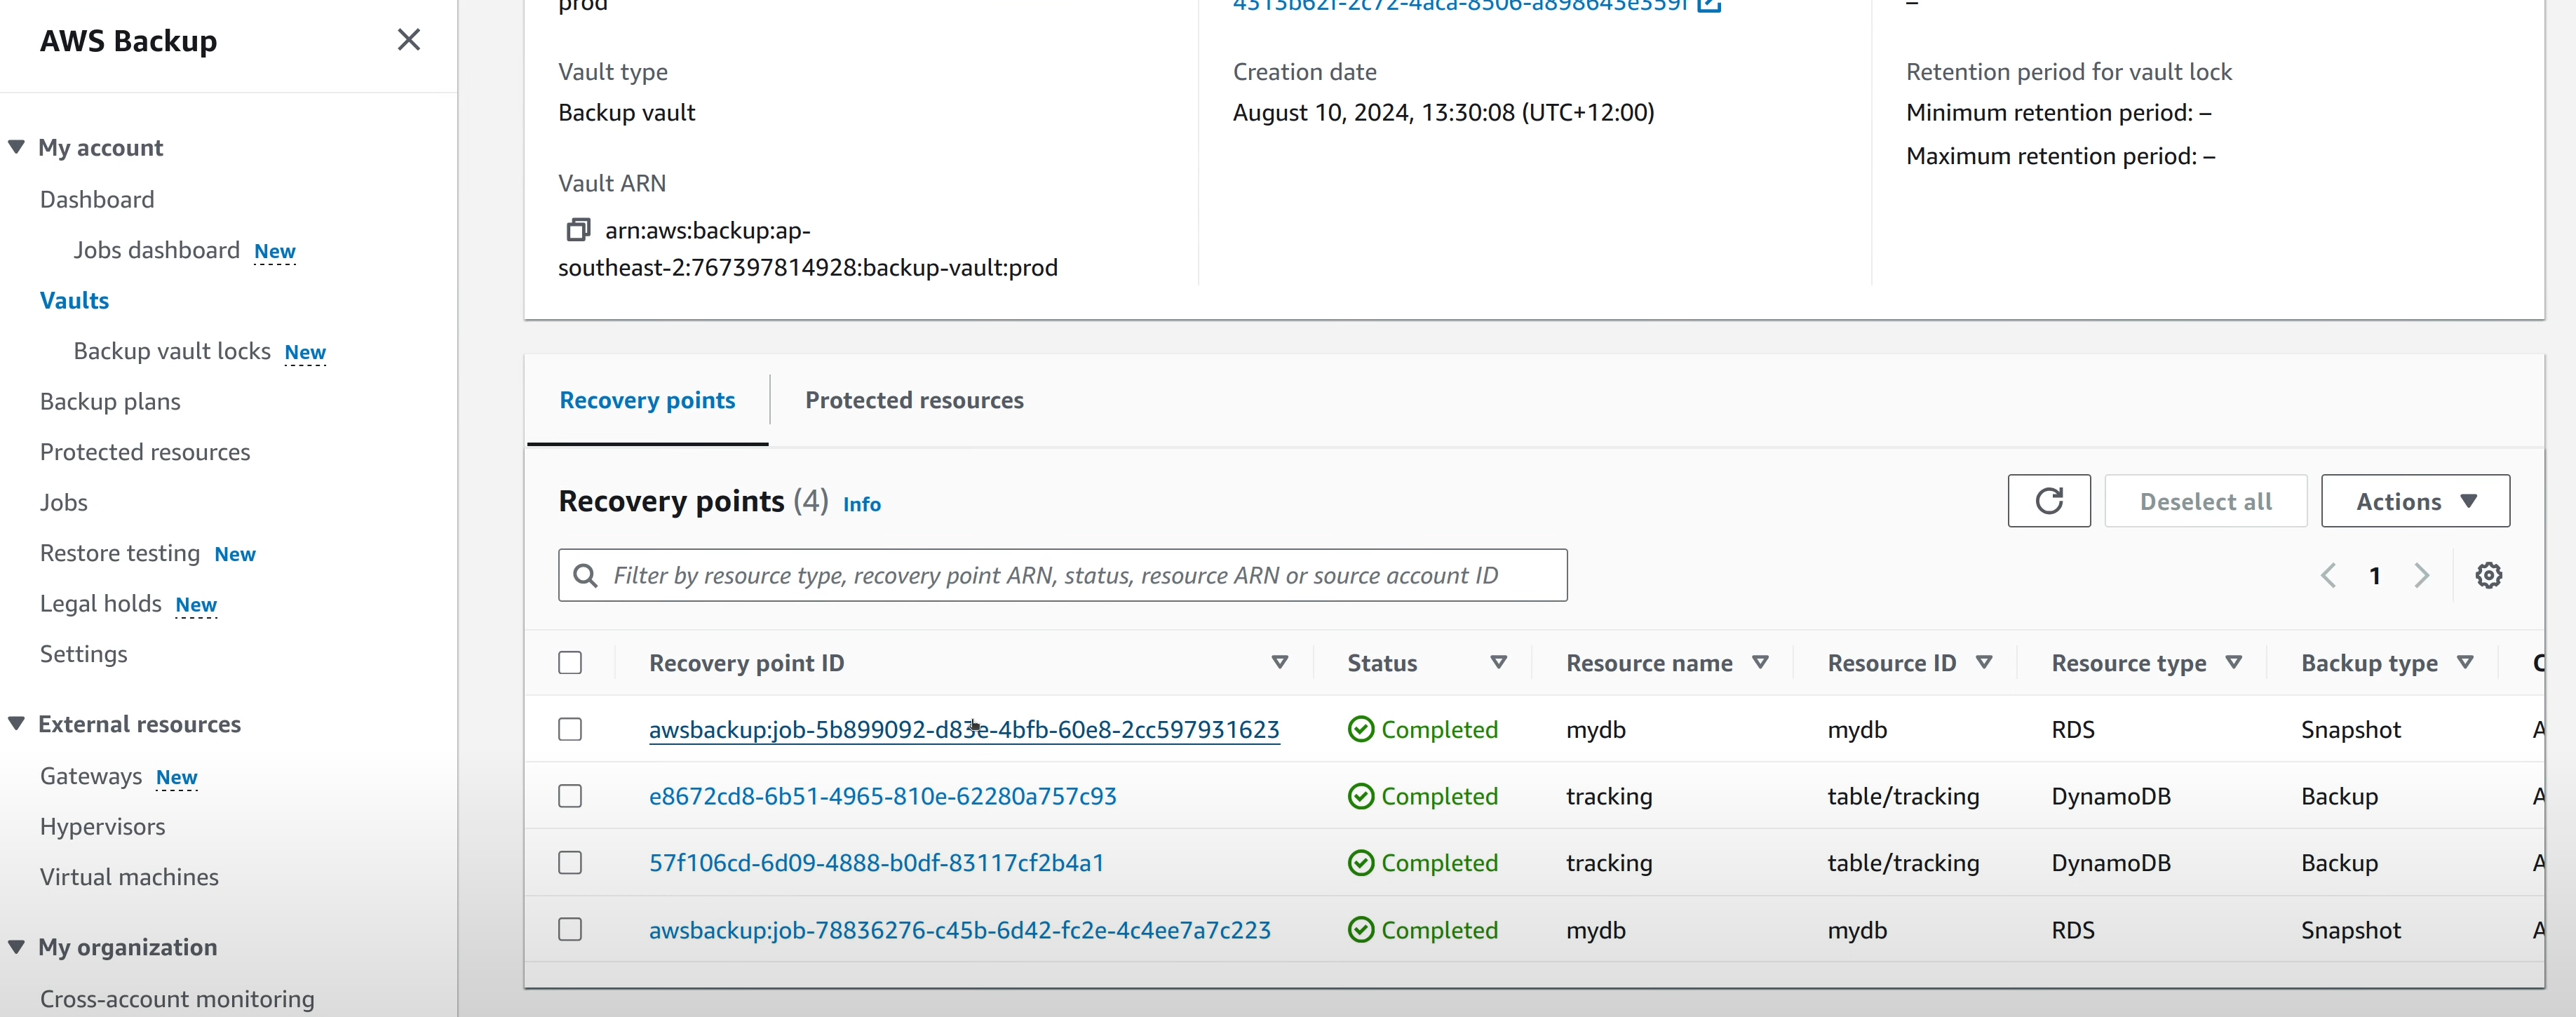 AWS Backup
My account
Dashboard
Jobs dashboard New
Vaults
Backup vault locks New
Backup plans
Protected resources
Jobs
Restore testing New
Legal holds New
Settings
External resources
Gateways New
Hypervisors
Virtual machines
My organization
Cross-account monitoring
prod
Vault type
Backup vault
Vault ARN
arn:aws:backup:ap-
southeast-2:767397814928:backup-vault:prod
Creation date
August 10, 2024, 13:30:08 (UTC+12:00)
–
Retention period for vault lock
Minimum retention period: –
Maximum retention period: –
Recovery points Protected resources
Recovery points (4) Info
Deselect all Actions
Filter by resource type, recovery point ARN, status, resource ARN or source account ID
1
Recovery point ID Status Resource name Resource ID Resource type Backup type
awsbackup:job-5b899092-d83e-4bfb-60e8-2cc597931623 Completed mydb mydb RDS Snapshot
e8672cd8-6b51-4965-810e-62280a757c93 Completed tracking table/tracking DynamoDB Backup
57f106cd-6d09-4888-b0df-83117cf2b4a1 Completed tracking table/tracking DynamoDB Backup
awsbackup:job-78836276-c45b-6d42-fc2e-4c4ee7a7c223 Completed mydb mydb RDS Snapshot